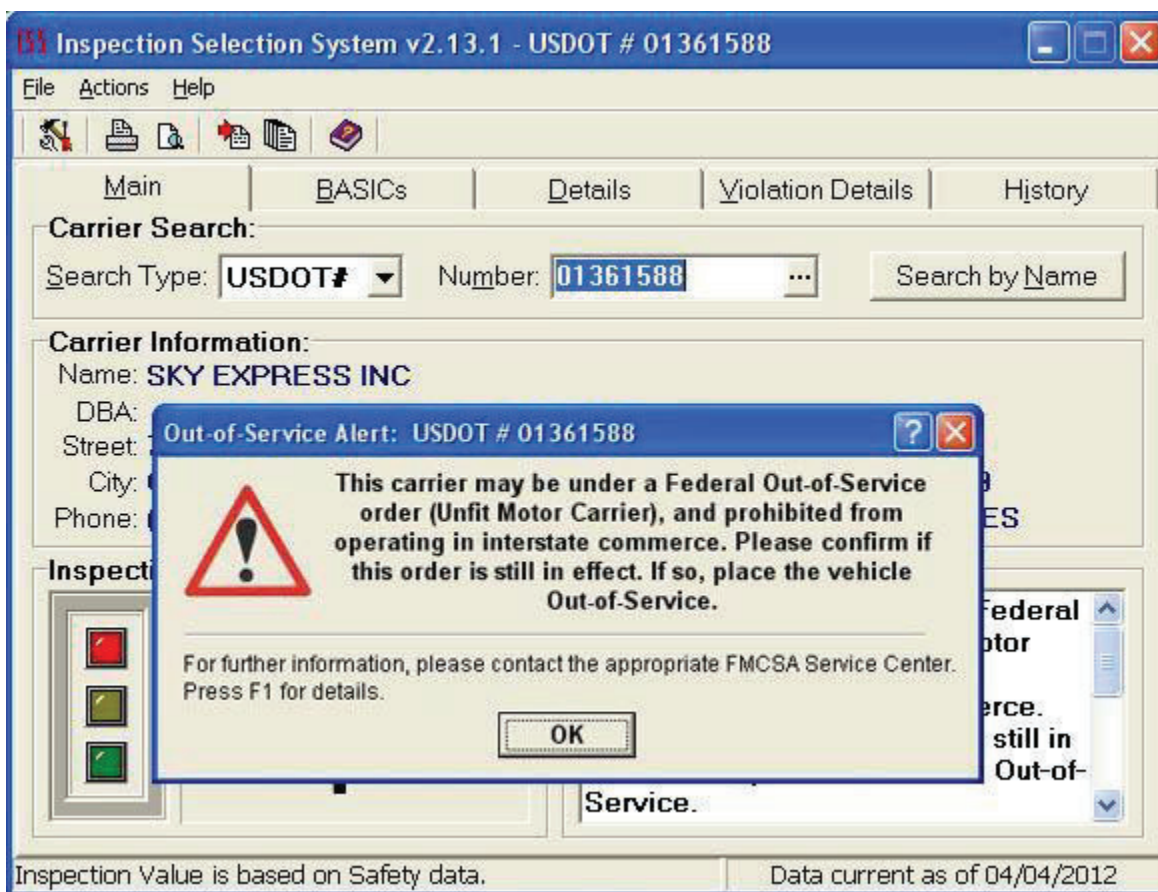 ISS Inspection Selection System v2.13.1 - USDOT # 01361588
File Actions Help
Main BASICs Details Violation Details History
Carrier Search:
Search Type: USDOT# Number: 01361588 ... Search by Name
Carrier Information:
Name: SKY EXPRESS INC
DBA:
Street:
City:
Phone: ES
Out-of-Service Alert: USDOT # 01361588
This carrier may be under a Federal Out-of-Service
order (Unfit Motor Carrier), and prohibited from
operating in interstate commerce. Please confirm if
this order is still in effect. If so, place the vehicle
Out-of-Service.
For further information, please contact the appropriate FMCSA Service Center.
Press F1 for details.
OK
Inspecti
Federal
otor
erce.
still in
Out-of-
Service.
Inspection Value is based on Safety data. Data current as of 04/04/2012